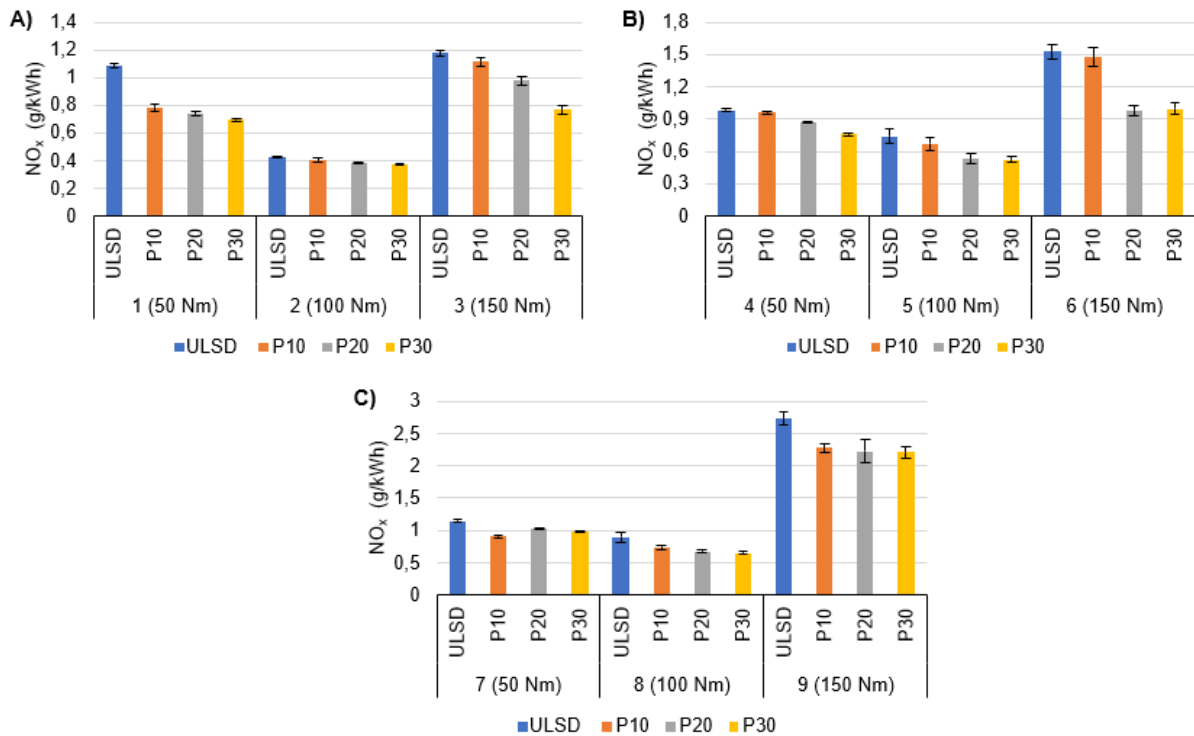 A)
NOx (g/kWh)
1,4
1,2
1
0,8
0,6
0,4
0,2
0
ULSD P10 P20 P30 ULSD P10 P20 P30 ULSD P10 P20 P30
1 (50 Nm) 2 (100 Nm) 3 (150 Nm)
ULSD P10 P20 P30
B)
NOx (g/kWh)
1,8
1,5
1,2
0,9
0,6
0,3
0
ULSD P10 P20 P30 ULSD P10 P20 P30 ULSD P10 P20 P30
4 (50 Nm) 5 (100 Nm) 6 (150 Nm)
ULSD P10 P20 P30
C)
NOx (g/kWh)
3
2,5
2
1,5
1
0,5
0
ULSD P10 P20 P30 ULSD P10 P20 P30 ULSD P10 P20 P30
7 (50 Nm) 8 (100 Nm) 9 (150 Nm)
ULSD P10 P20 P30